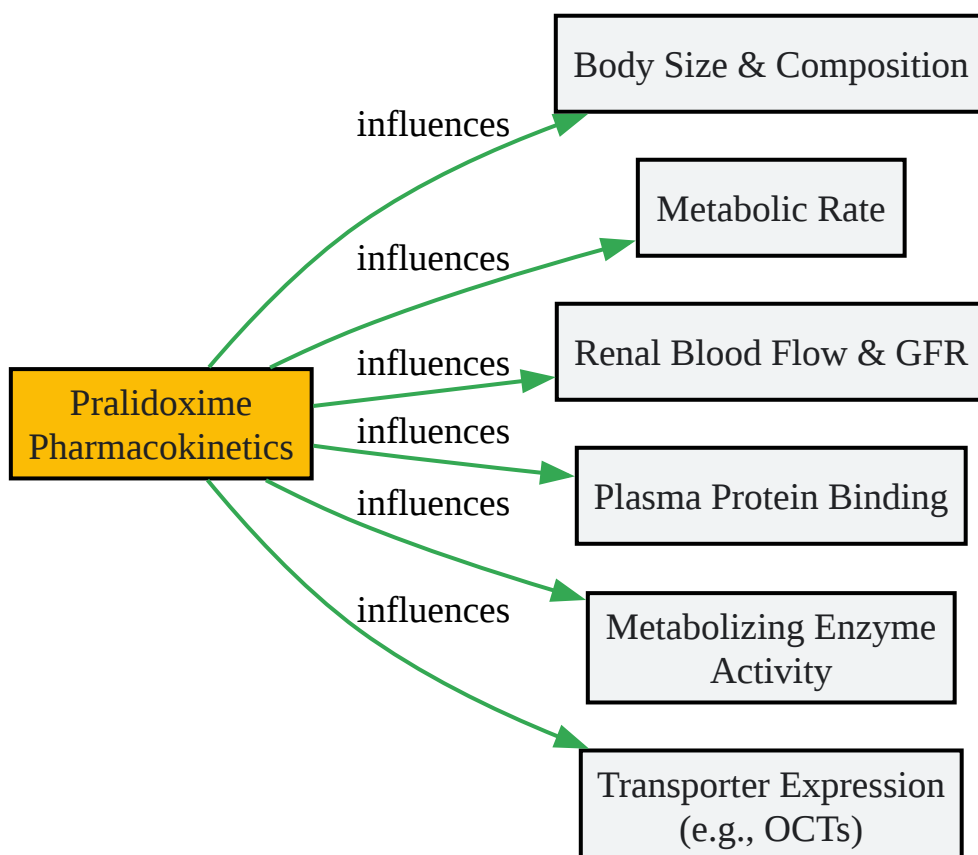 Body Size & Composition
influences
Metabolic Rate
influences
Renal Blood Flow & GFR
influences
Pralidoxime
Pharmacokinetics
influences
Plasma Protein Binding
influences
Metabolizing Enzyme
Activity
influences
Transporter Expression
(e.g., OCTs)